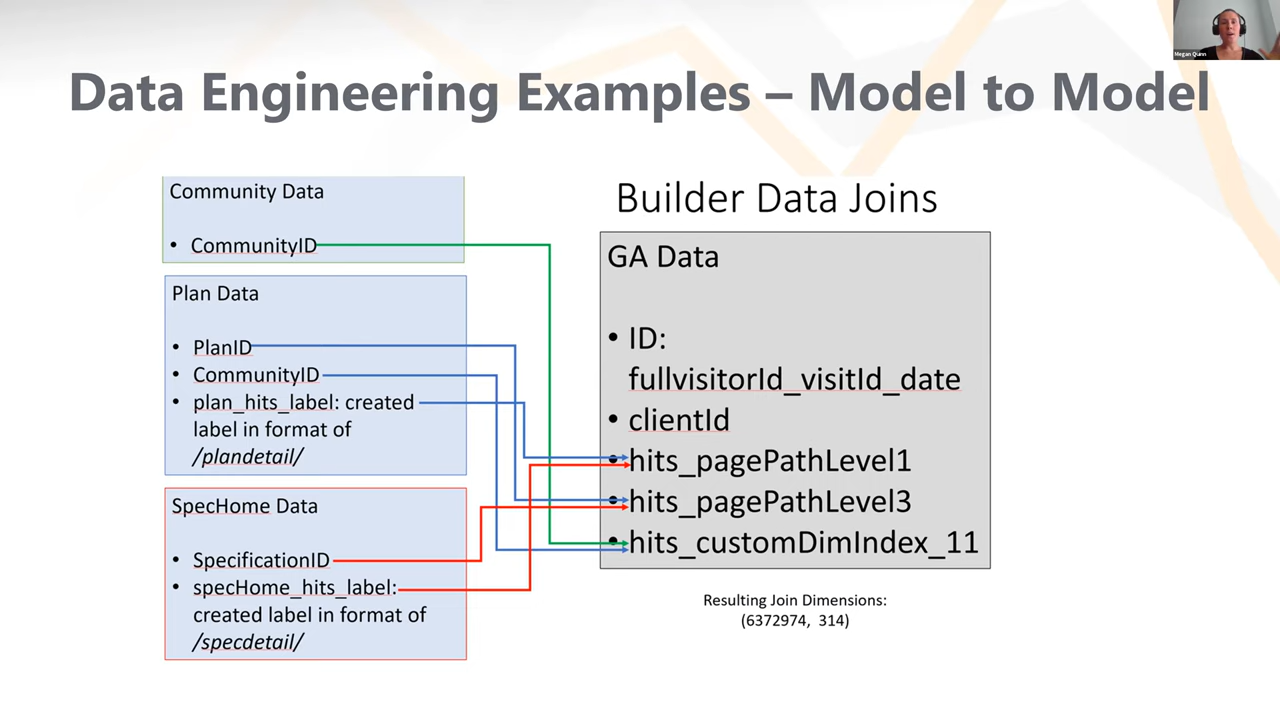 Megan Quinn
Data Engineering Examples – Model to Model
Community Data
• CommunityID
Plan Data
• PlanID
• CommunityID
• plan_hits_label: created
label in format of
/plandetail/
SpecHome Data
• SpecificationID
• specHome_hits_label:
created label in format of
/specdetail/
Builder Data Joins
GA Data
• ID:
fullvisitorId_visitId_date
• clientId
• hits_pagePathLevel1
• hits_pagePathLevel3
• hits_customDimIndex_11
Resulting Join Dimensions:
(6372974, 314)